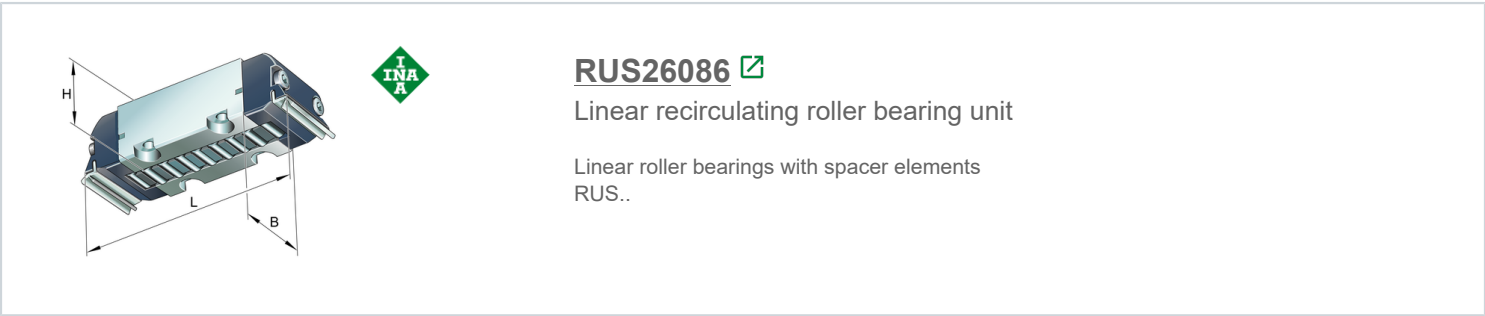 H
L
B
I
INA
A
RUS26086
Linear recirculating roller bearing unit
Linear roller bearings with spacer elements
RUS..